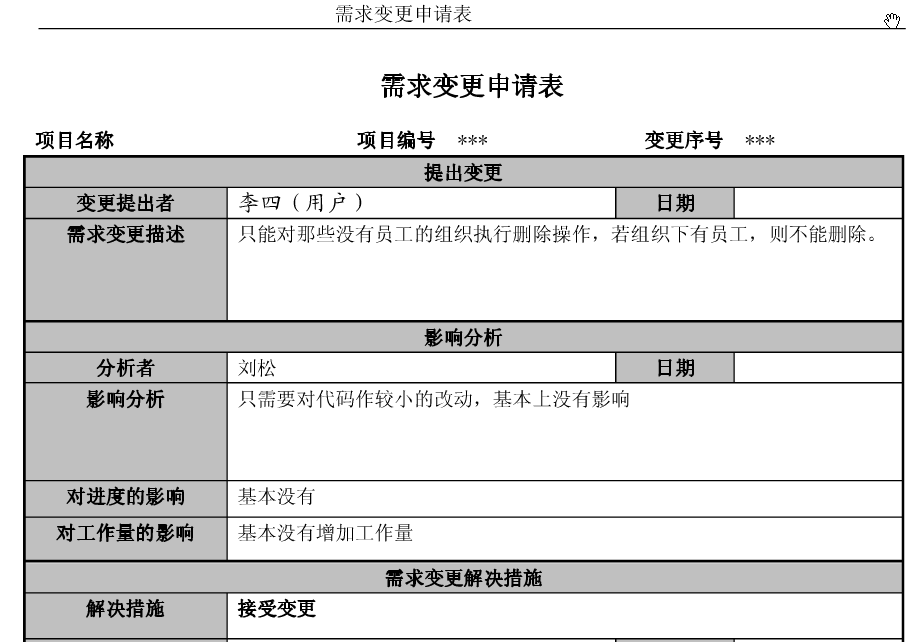 需求变更申请表
需求变更申请表
项目名称 项目编号 *** 变更序号 ***
提出变更
变更提出者 李四（用户） 日期
需求变更描述 只能对那些没有员工的组织执行删除操作，若组织下有员工，则不能删除。
影响分析
分析者 刘松 日期
影响分析 只需要对代码作较小的改动，基本上没有影响
对进度的影响 基本没有
对工作量的影响 基本没有增加工作量
需求变更解决措施
解决措施 接受变更